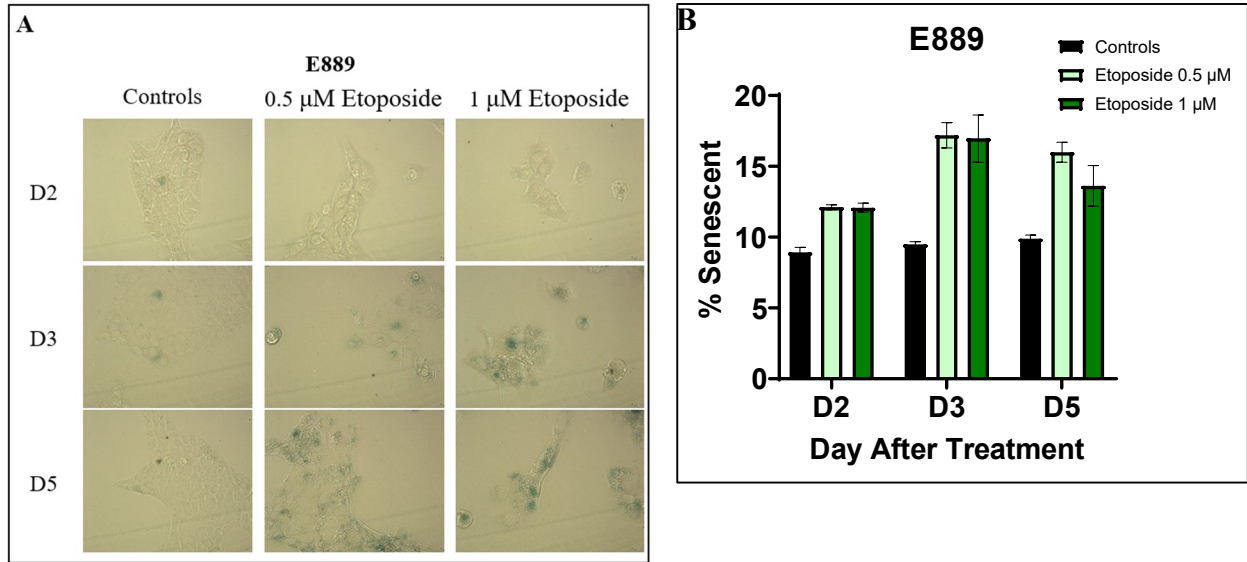 A
E889
Controls 0.5 μM Etoposide 1 μM Etoposide
D2
D3
D5
B
E889
Controls
Etoposide 0.5 μM
Etoposide 1 μM
% Senescent
20
15
10
5
0
D2 D3 D5
Day After Treatment